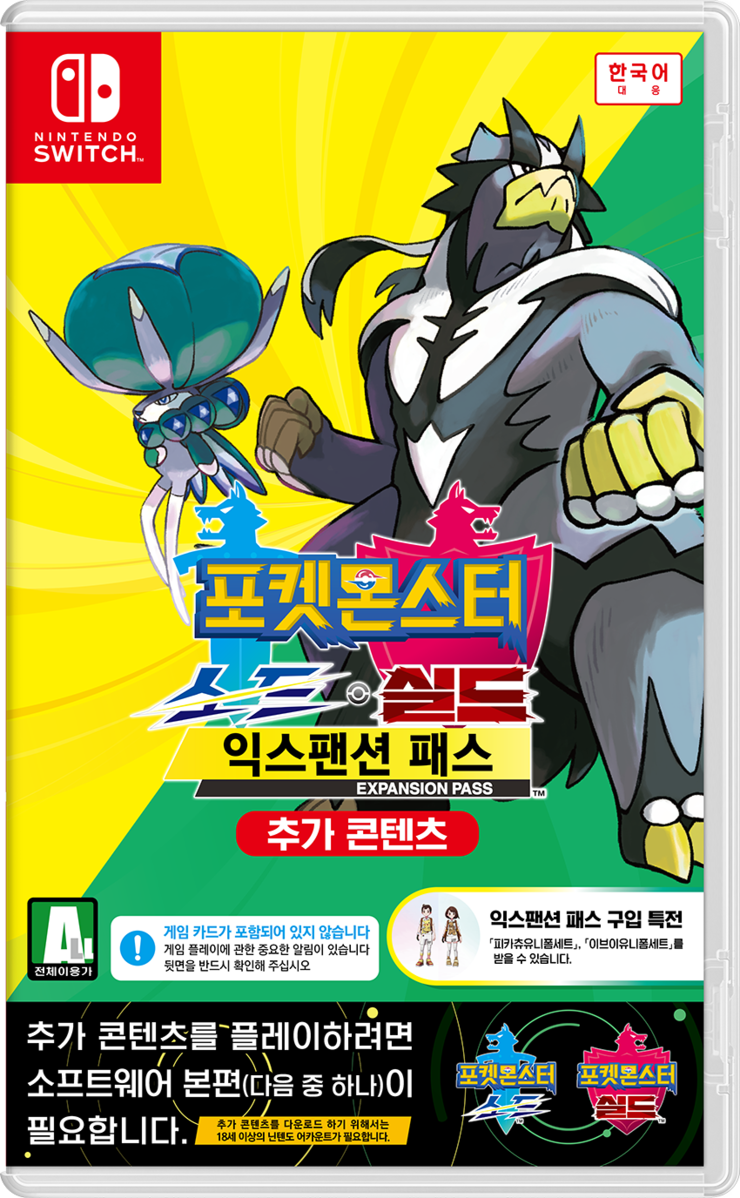 NINTENDO
SWITCH™
한국어
대 응
포켓몬스터
소드 · 실드
익스팬션 패스
EXPANSION PASS
TM
추가 콘텐츠
ALL
전체이용가
게임 카드가 포함되어 있지 않습니다
게임 플레이에 관한 중요한 알림이 있습니다
뒷면을 반드시 확인해 주십시오
익스팬션 패스 구입 특전
「피카츄유니폼세트」, 「이브이유니폼세트」를
받을 수 있습니다.
추가 콘텐츠를 플레이하려면
소프트웨어 본편(다음 중 하나)이
필요합니다.
추가 콘텐츠를 다운로드 하기 위해서는
18세 이상의 닌텐도 어카운트가 필요합니다.
포켓몬스터
소드
포켓몬스터
실드